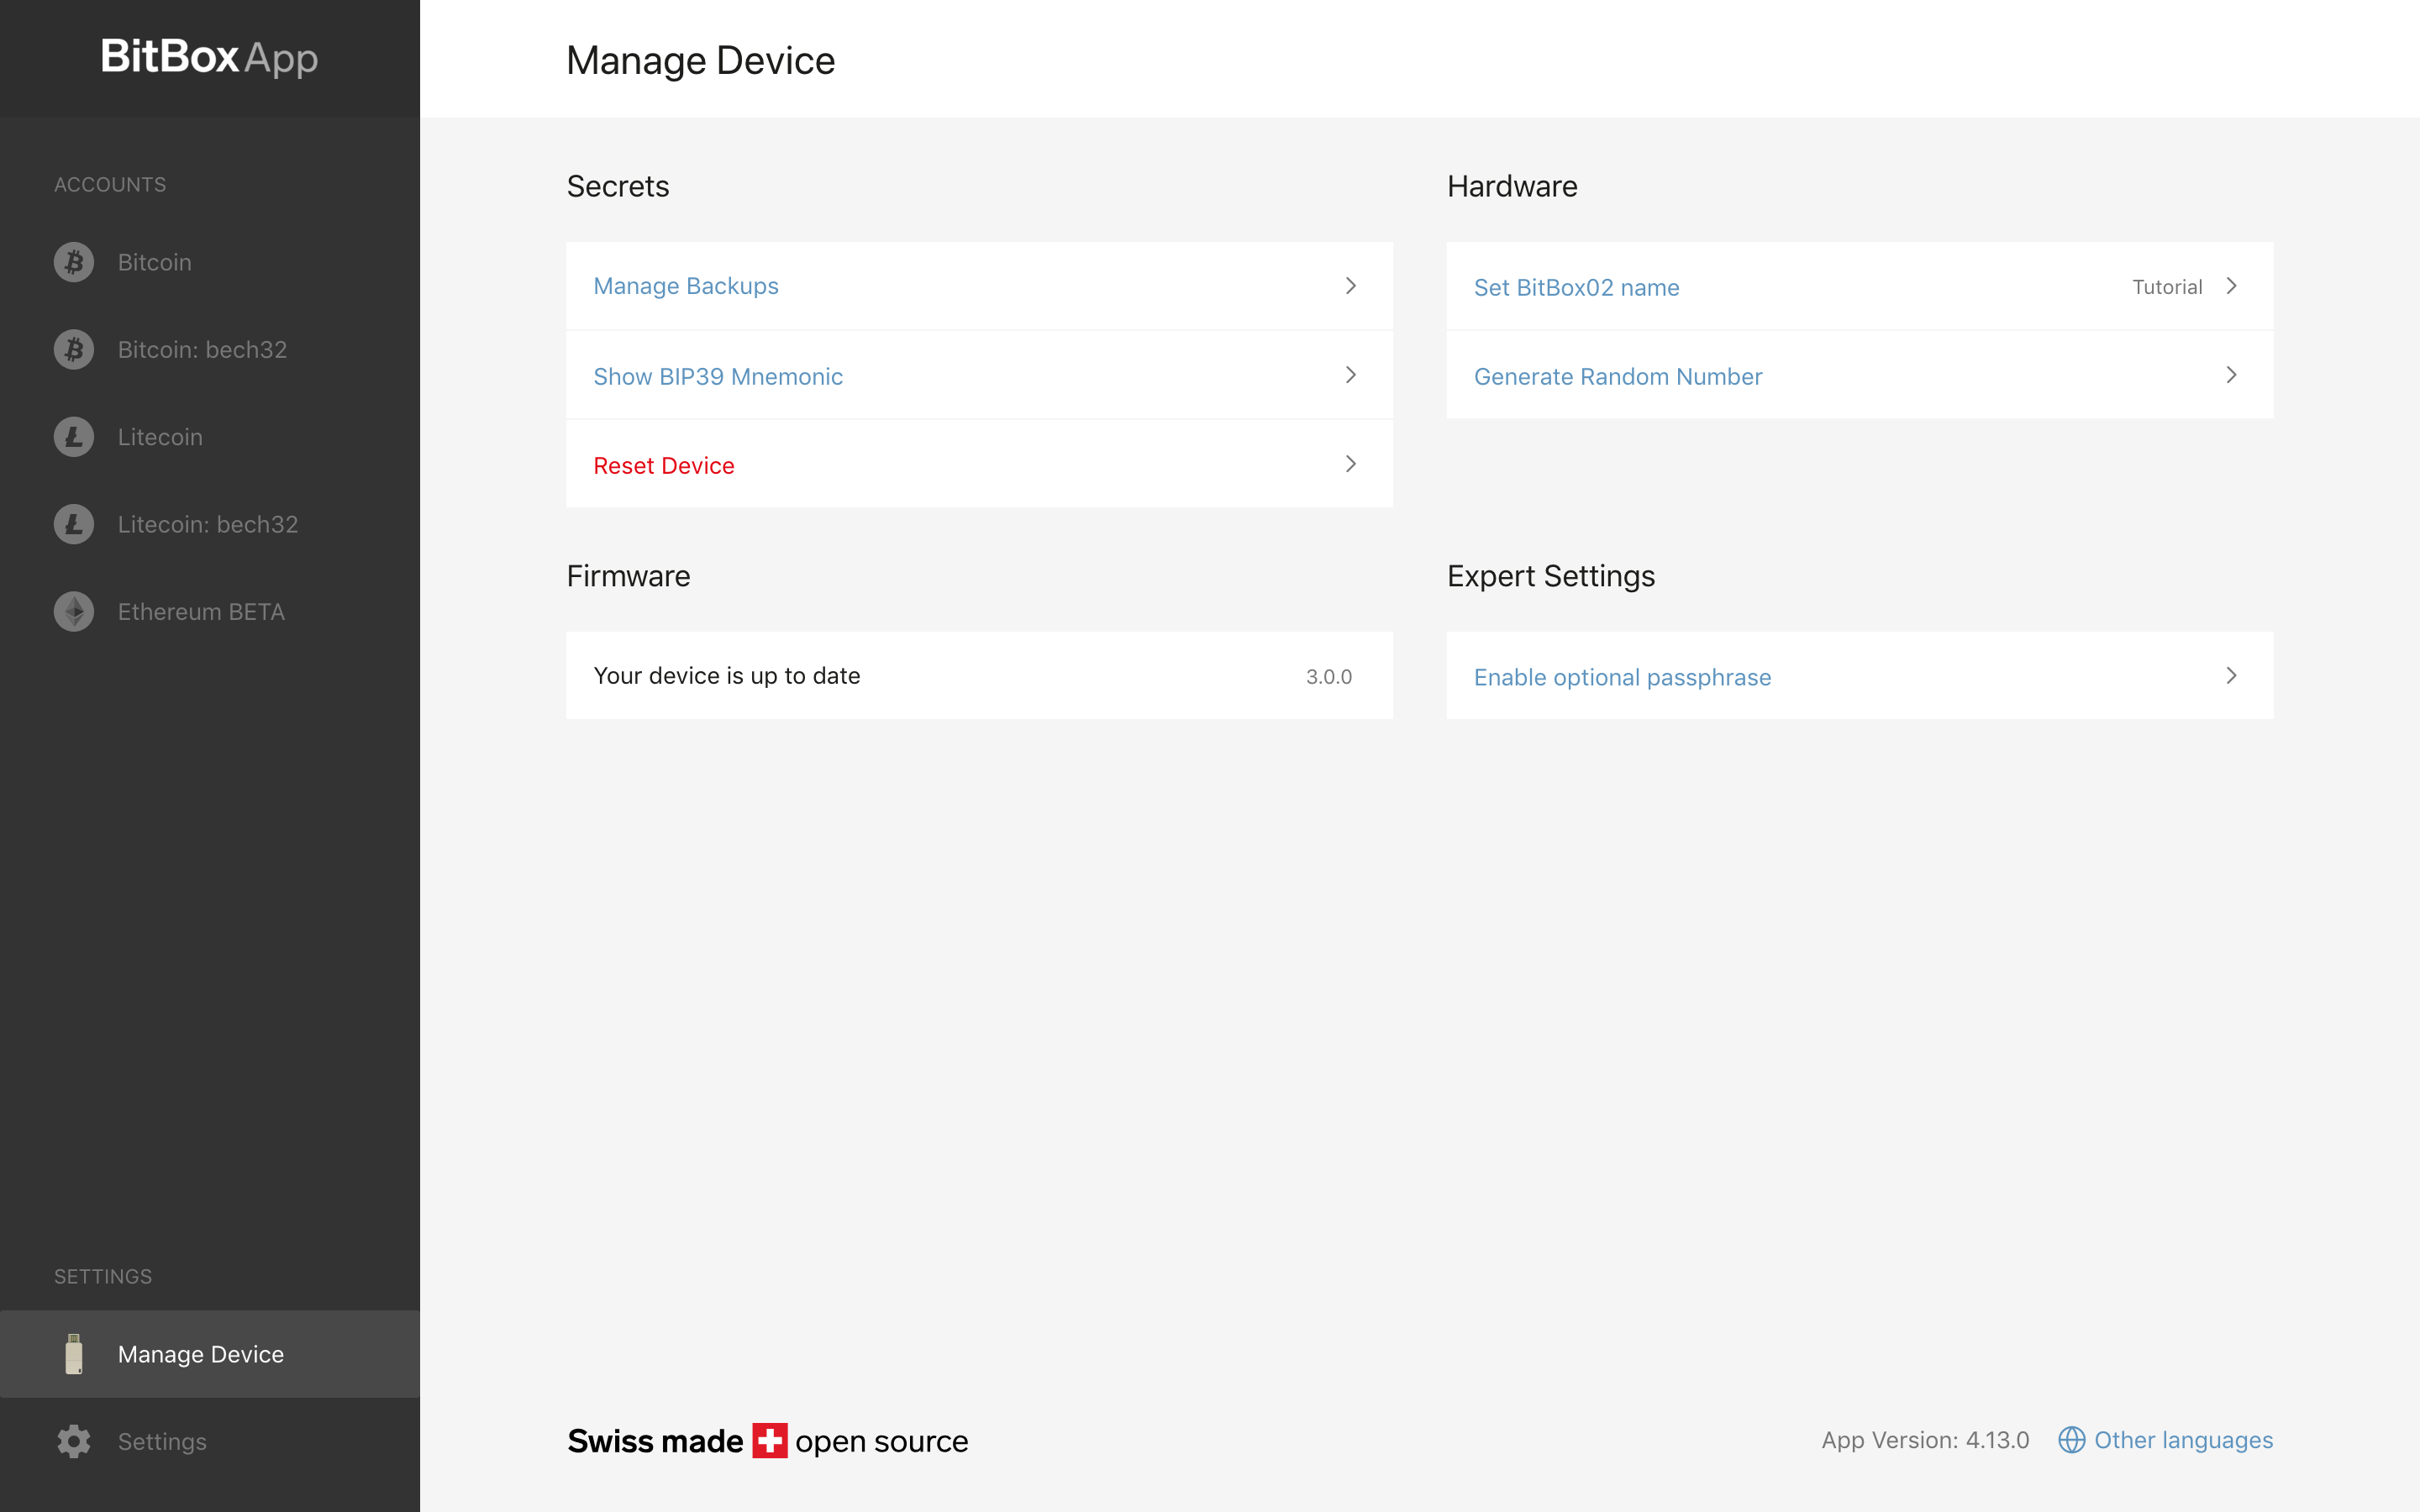 BitBoxApp
ACCOUNTS
Bitcoin
Bitcoin: bech32
Litecoin
Litecoin: bech32
Ethereum BETA
SETTINGS
Manage Device
Settings
Manage Device
Secrets
Manage Backups
Show BIP39 Mnemonic
Reset Device
Hardware
Set BitBox02 name Tutorial
Generate Random Number
Firmware
Your device is up to date 3.0.0
Expert Settings
Enable optional passphrase
Swiss made open source
App Version: 4.13.0 Other languages